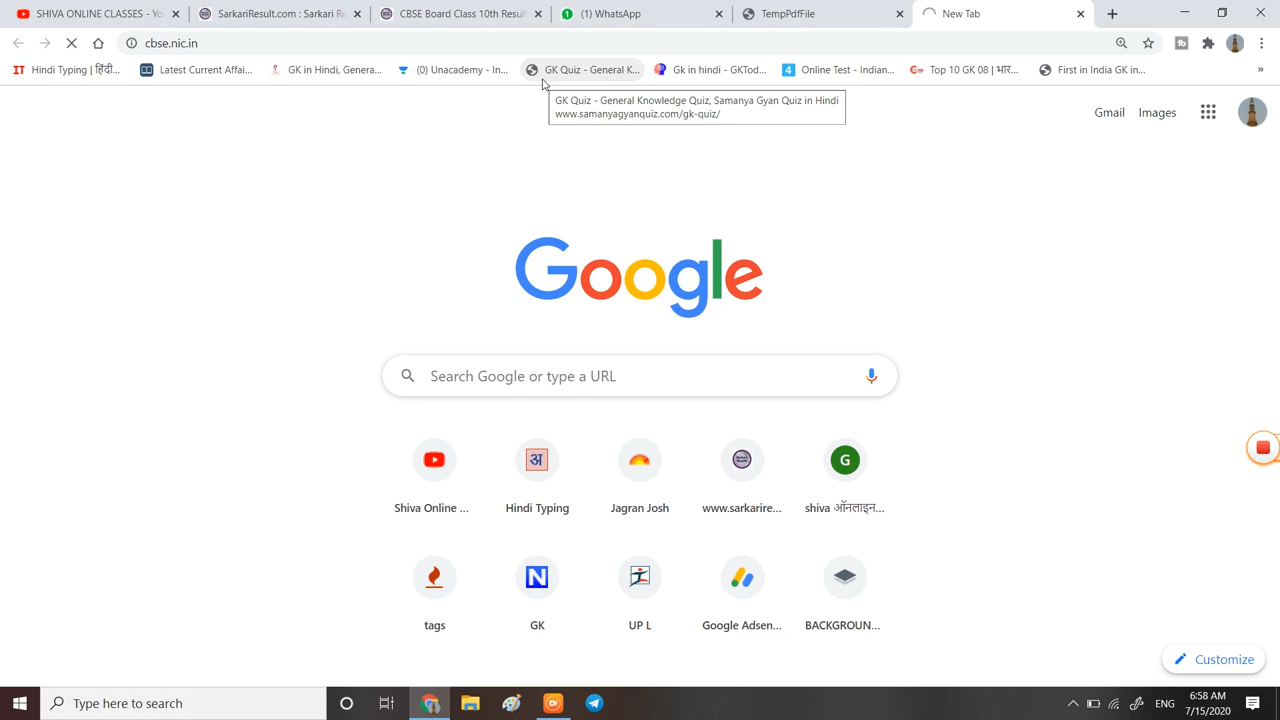 SHIVA ONLINE CLASSES - Yo
SarkariResult.com : Sarkari Re
CBSE Board Class 10th Result
(1) WhatsApp
TempPdfFile
New Tab
cbse.nic.in
Hindi Typing | हिंदी...
Latest Current Affai...
GK in Hindi, Genera...
(0) Unacademy - In...
GK Quiz - General K...
Gk in hindi - GKTod...
Online Test - Indian...
Top 10 GK 08 | भार...
First in India GK in...
»
GK Quiz - General Knowledge Quiz, Samanya Gyan Quiz in Hindi
www.samanyagyanquiz.com/gk-quiz/
Gmail
Images
Google
Search Google or type a URL
अ
G
Shiva Online ...
Hindi Typing
Jagran Josh
www.sarkarire...
shiva ऑनलाइन...
N
tags
GK
UP L
Google Adsen...
BACKGROUN...
Customize
Type here to search
ENG
6:58 AM
7/15/2020